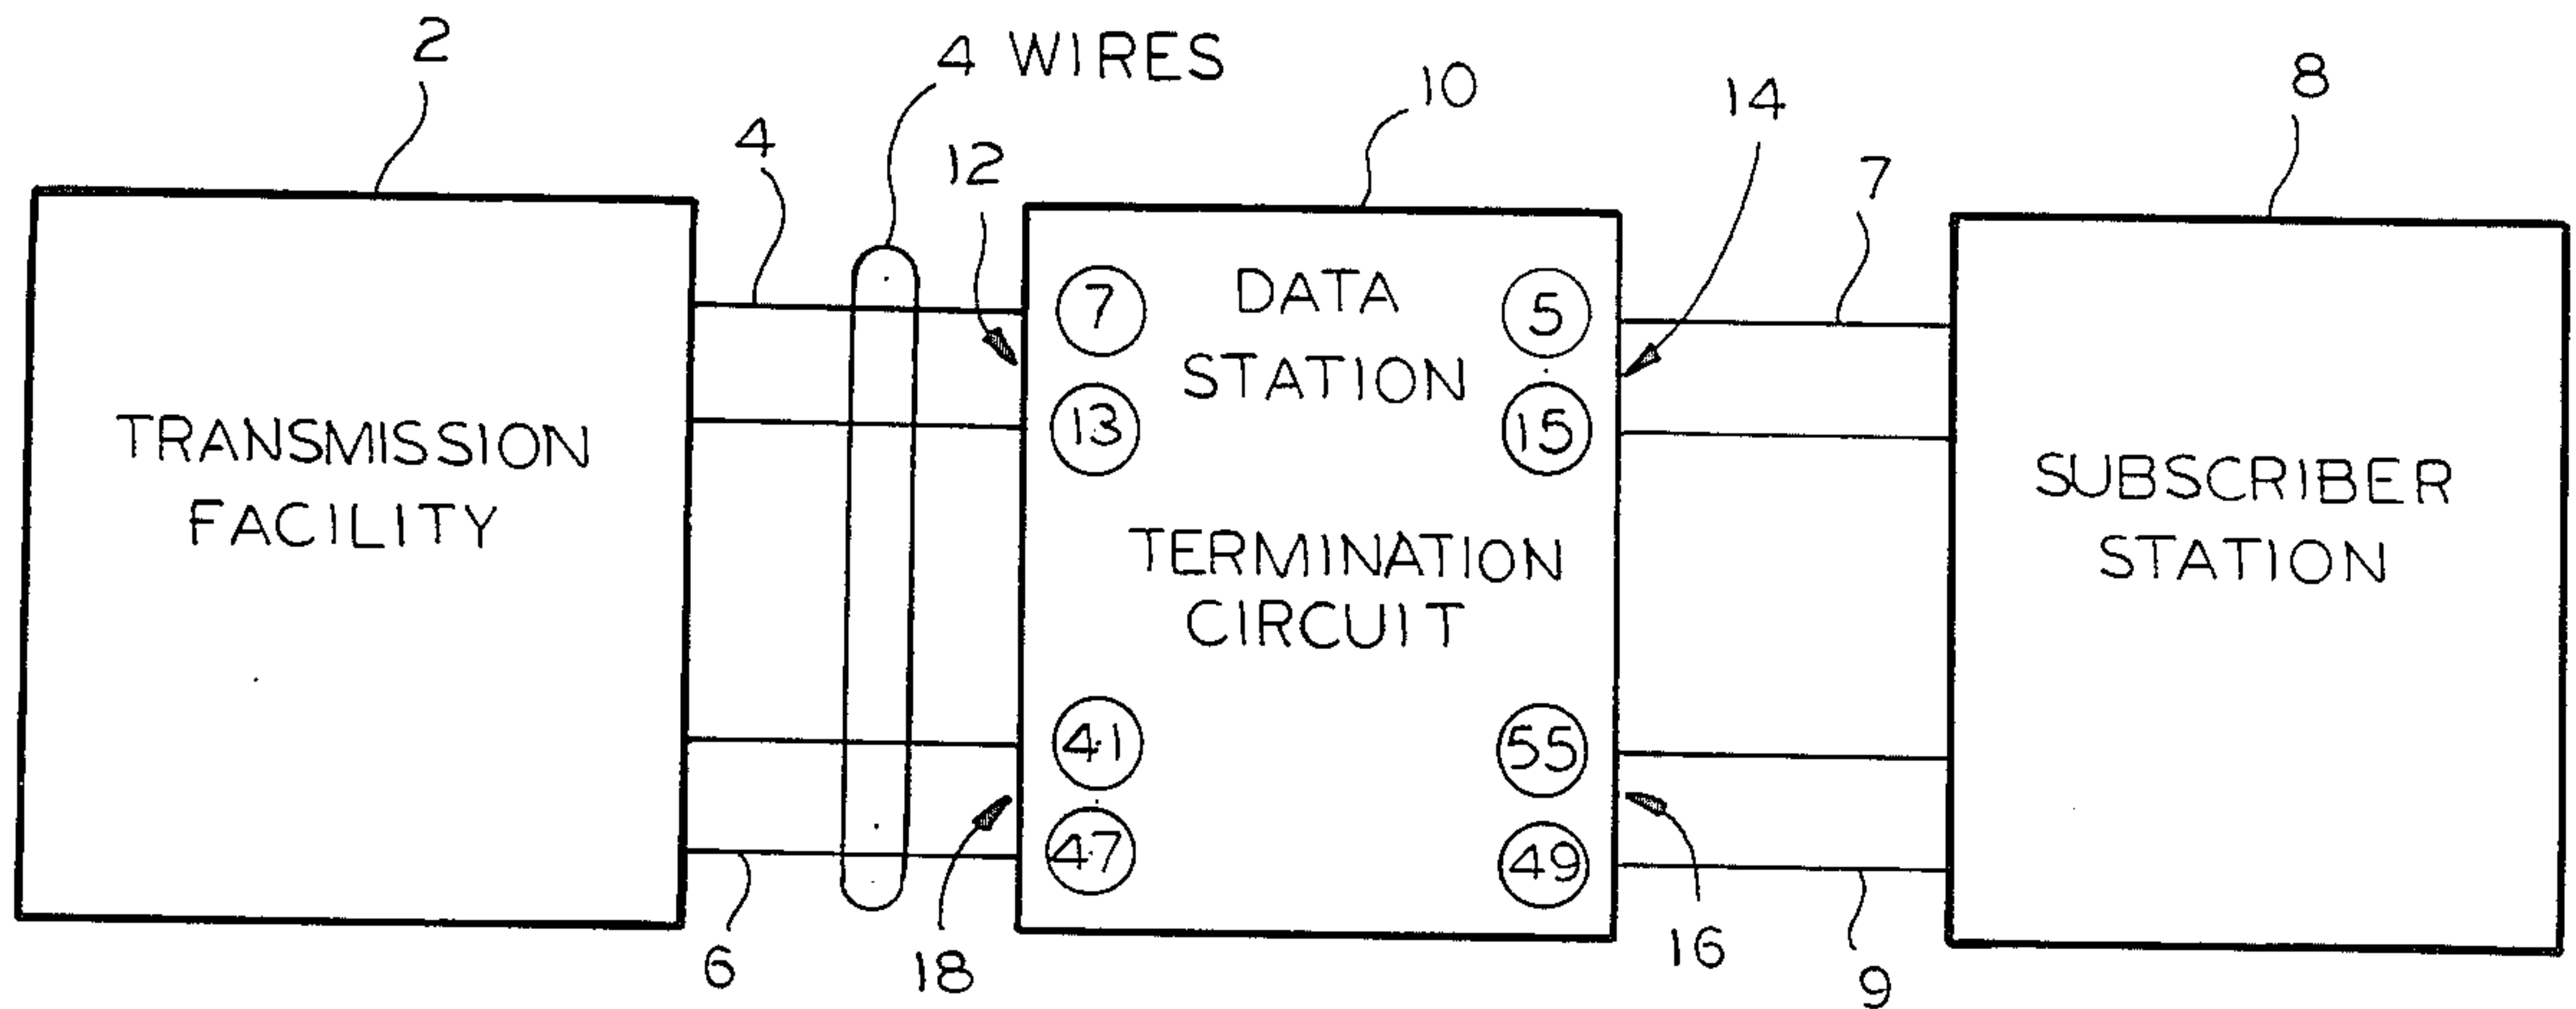 2
4 WIRES
10
8
14
4
12
7
7
DATA
5
STATION
13
15
TRANSMISSION
FACILITY
SUBSCRIBER
STATION
TERMINATION
CIRCUIT
41
55
47
49
6
18
16
9